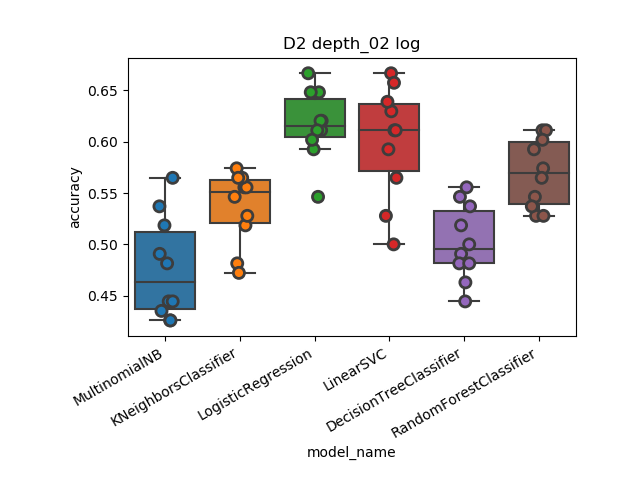 D2 depth_02 log
accuracy
0.65
0.60
0.55
0.50
0.45
MultinomialNB
KNeighborsClassifier
LogisticRegression
LinearSVC
DecisionTreeClassifier
RandomForestClassifier
model_name